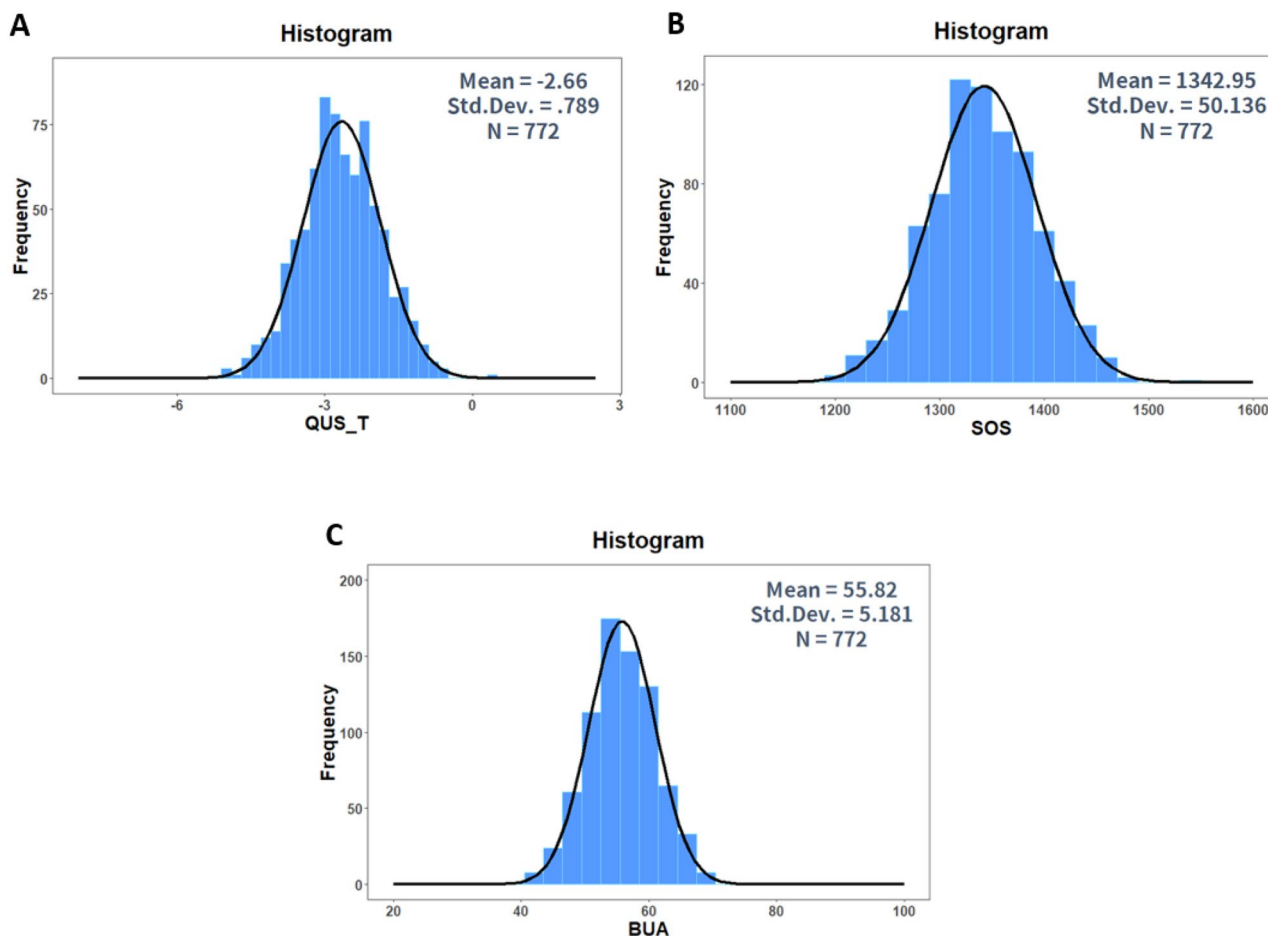 A
Histogram
Mean = -2.66
Std.Dev. = .789
N = 772
Frequency
75
50
25
0
-6
-3
0
3
QUS_T
B
Histogram
Mean = 1342.95
Std.Dev. = 50.136
N = 772
Frequency
120
80
40
0
1100
1200
1300
1400
1500
1600
SOS
C
Histogram
Mean = 55.82
Std.Dev. = 5.181
N = 772
Frequency
200
150
100
50
0
20
40
60
80
100
BUA